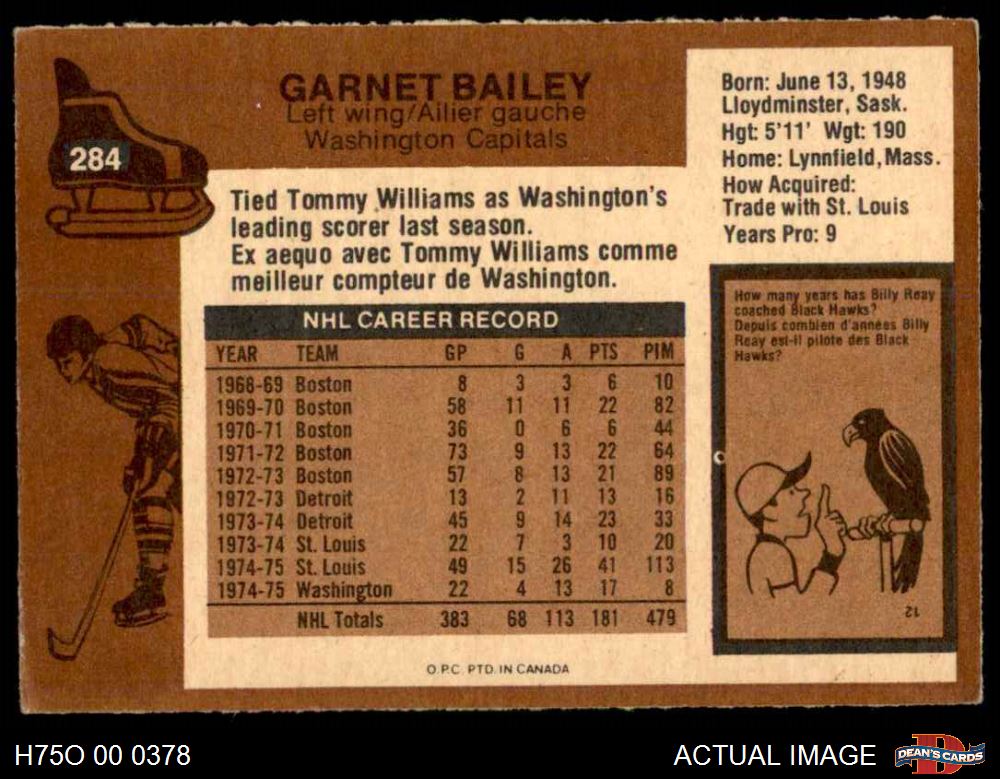 GARNET BAILEY
Left wing/Ailier gauche
Washington Capitals
284
Born: June 13, 1948
Lloydminster, Sask.
Hgt: 5'11' Wgt: 190
Home: Lynnfield, Mass.
How Acquired:
Trade with St. Louis
Years Pro: 9
Tied Tommy Williams as Washington's
leading scorer last season.
Ex aequo avec Tommy Williams comme
meilleur compteur de Washington.
NHL CAREER RECORD
YEAR TEAM GP G A PTS PIM
1968-69 Boston 8 3 3 6 10
1969-70 Boston 58 11 11 22 82
1970-71 Boston 36 0 6 6 44
1971-72 Boston 73 9 13 22 64
1972-73 Boston 57 8 13 21 89
1972-73 Detroit 13 2 11 13 16
1973-74 Detroit 45 9 14 23 33
1973-74 St. Louis 22 7 3 10 20
1974-75 St. Louis 49 15 26 41 113
1974-75 Washington 22 4 13 17 8
NHL Totals 383 68 113 181 479
How many years has Billy Reay
coached Black Hawks?
Depuis combien d'annees Billy
Reay est-il pilote des Black
Hawks?
12
O.P.C. PTD. IN CANADA
H75O 00 0378
ACTUAL IMAGE
DEAN'S CARDS